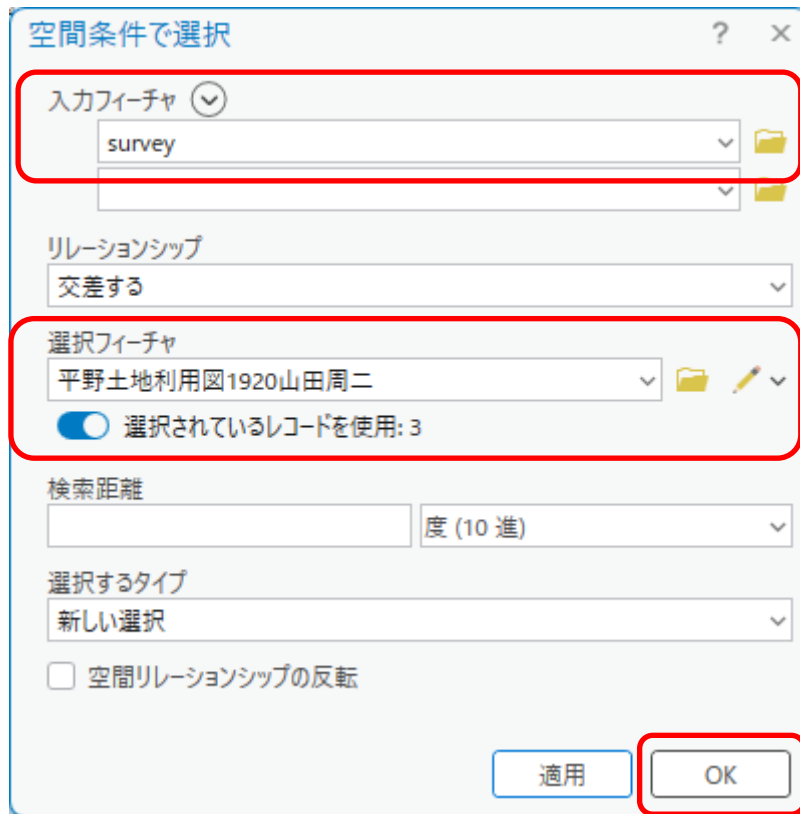 空間条件で選択
入力フィーチャ
survey
リレーションシップ
交差する
選択フィーチャ
平野土地利用図1920山田周二
選択されているレコードを使用: 3
検索距離
度 (10 進)
選択するタイプ
新しい選択
空間リレーションシップの反転
適用 OK